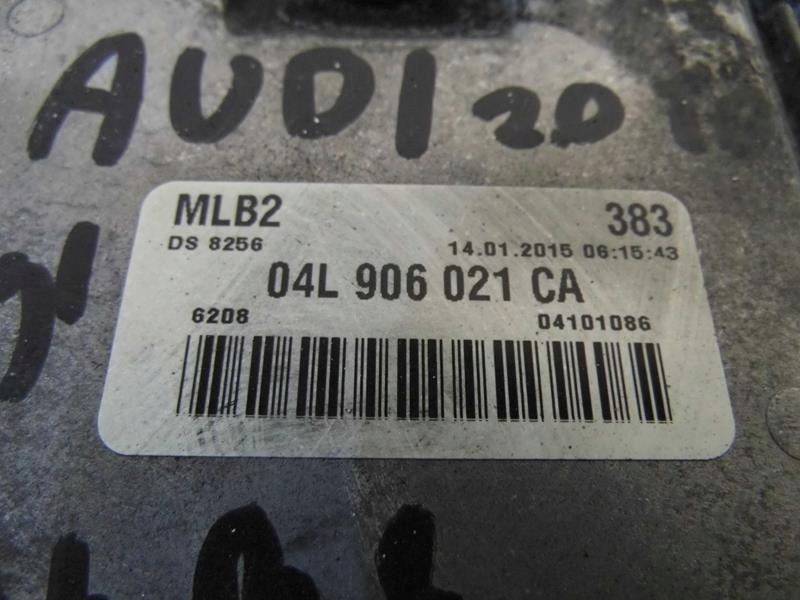 AUDI 2.0
MLB2 383
DS 8256 14.01.2015 06:15:43
04L 906 021 CA
6208 04101086